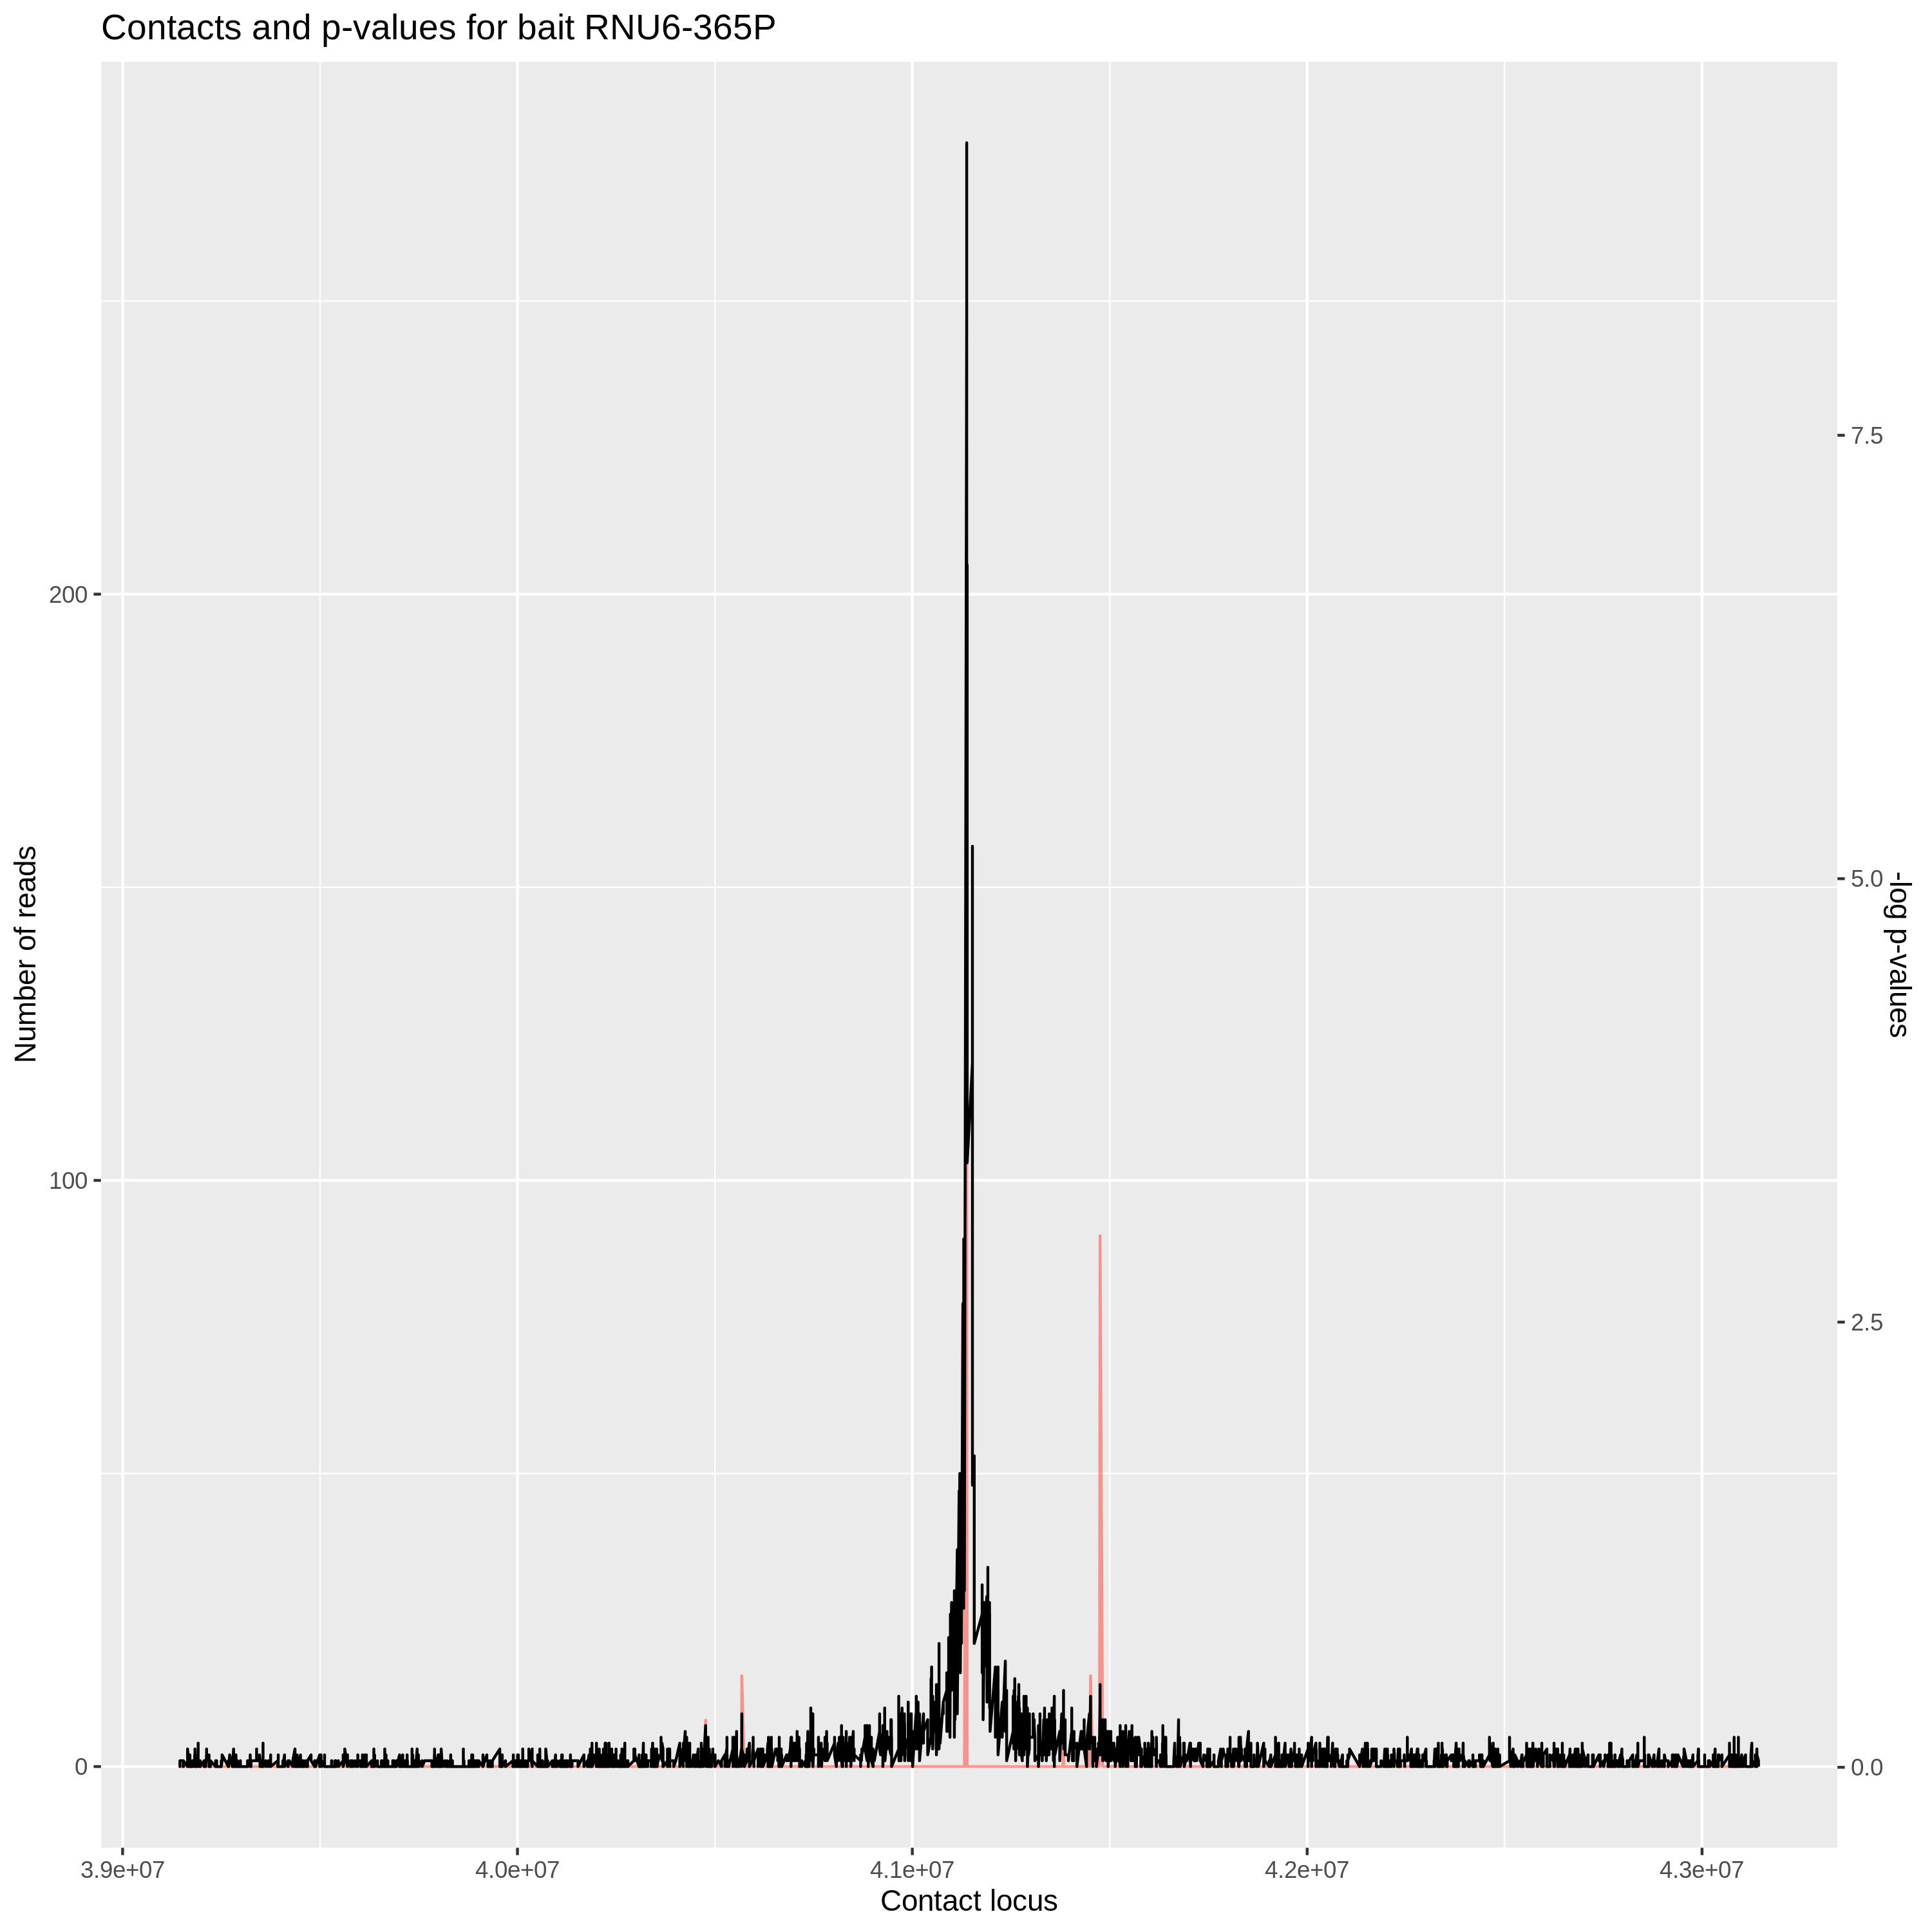 Contacts and p-values for bait RNU6-365P
Number of reads
200
100
0
7.5
5.0
2.5
0.0
-log p-values
3.9e+07
4.0e+07
4.1e+07
4.2e+07
4.3e+07
Contact locus